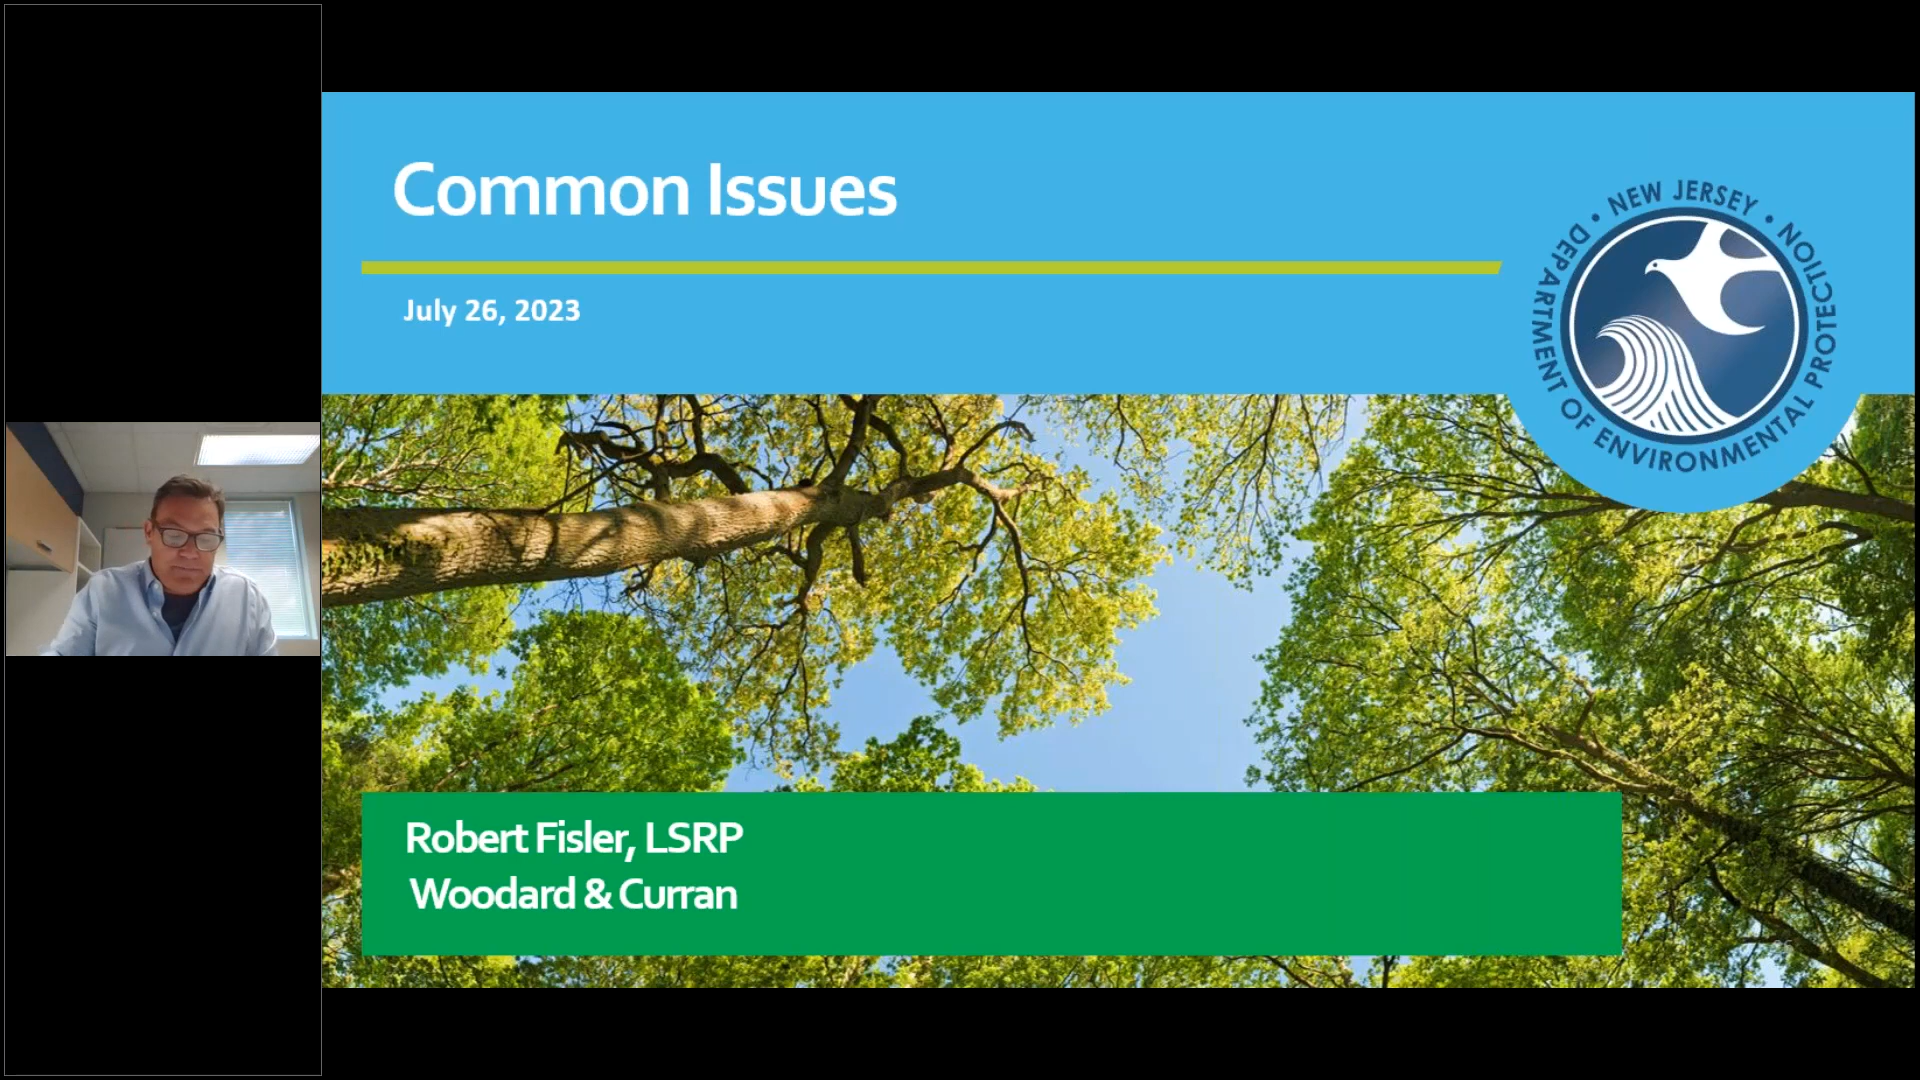 Common Issues
July 26, 2023
NEW JERSEY • DEPARTMENT OF ENVIRONMENTAL PROTECTION •
Robert Fisler, LSRP
Woodard & Curran